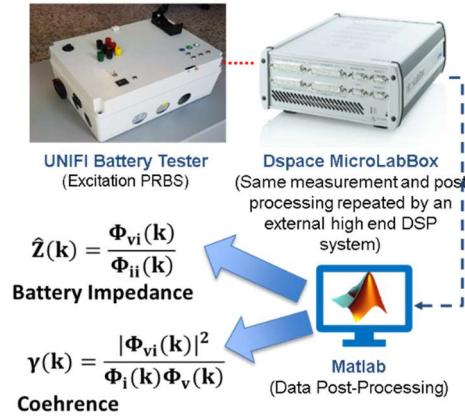 UNIFI Battery Tester
(Excitation PRBS)
Dspace MicroLabBox
(Same measurement and post
processing repeated by an
external high end DSP
system)
Ẑ(k) = Φvi(k) / Φii(k)
Battery Impedance
γ(k) = |Φvi(k)|² / Φi(k)Φv(k)
Coehrence
Matlab
(Data Post-Processing)